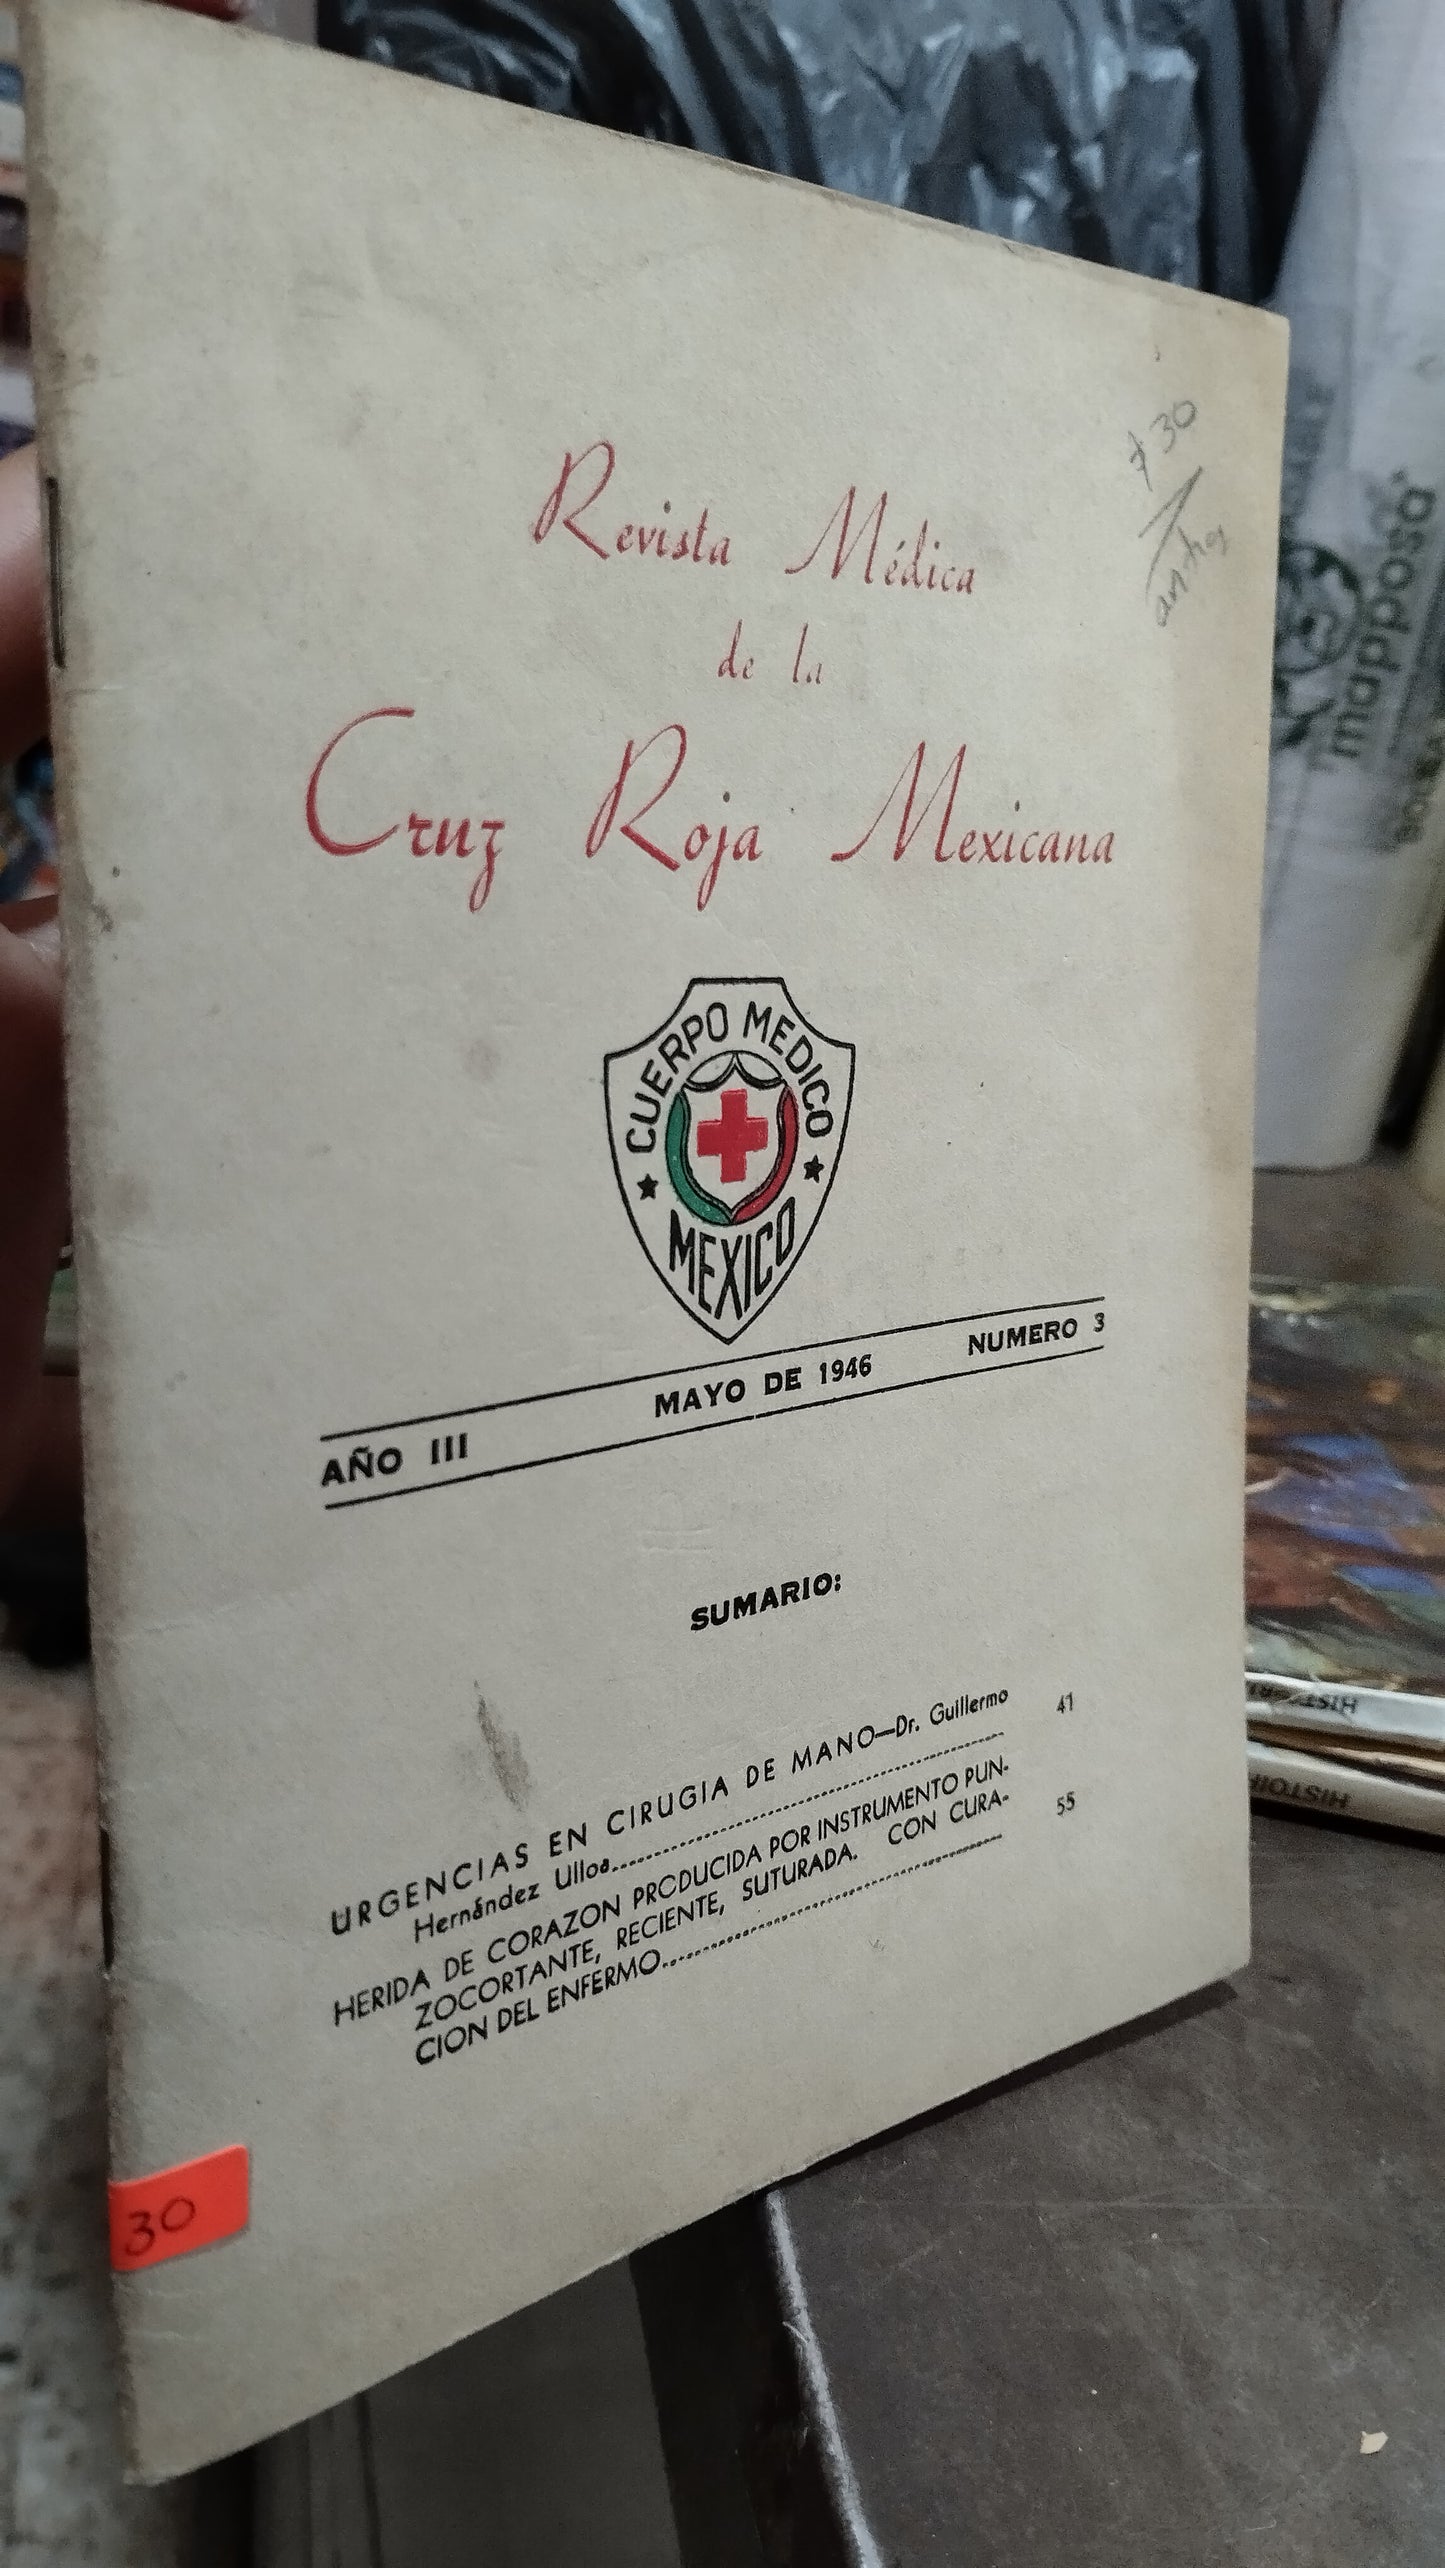 Revista Médica
de la
Cruz Roja Mexicana
$30
CUERPO MEDICO
MEXICO
AÑO III MAYO DE 1946 NUMERO 3
SUMARIO:
URGENCIAS EN CIRUGIA DE MANO—Dr. Guillermo
Hernández Ulloa 41
HERIDA DE CORAZON PRODUCIDA POR INSTRUMENTO PUN-
ZOCORTANTE, RECIENTE, SUTURADA. CON CURA-
CION DEL ENFERMO 55
30
mapposa